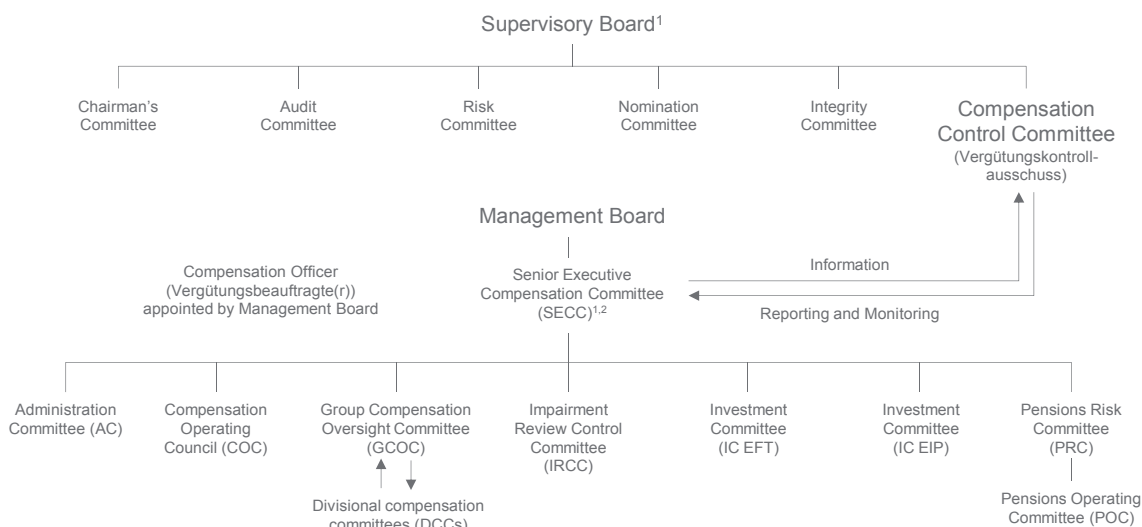 Supervisory Board¹
Chairman's
Committee
Audit
Committee
Risk
Committee
Nomination
Committee
Integrity
Committee
Compensation
Control Committee
(Vergütungskontroll-
ausschuss)
Management Board
Compensation Officer
(Vergütungsbeauftragte(r))
appointed by Management Board
Senior Executive
Compensation Committee
(SECC)¹,²
Information
Reporting and Monitoring
Administration
Committee (AC)
Compensation
Operating
Council (COC)
Group Compensation
Oversight Committee
(GCOC)
Impairment
Review Control
Committee
(IRCC)
Investment
Committee
(IC EFT)
Investment
Committee
(IC EIP)
Pensions Risk
Committee
(PRC)
Divisional compensation
committees (DCCs)
Pensions Operating
Committee (POC)